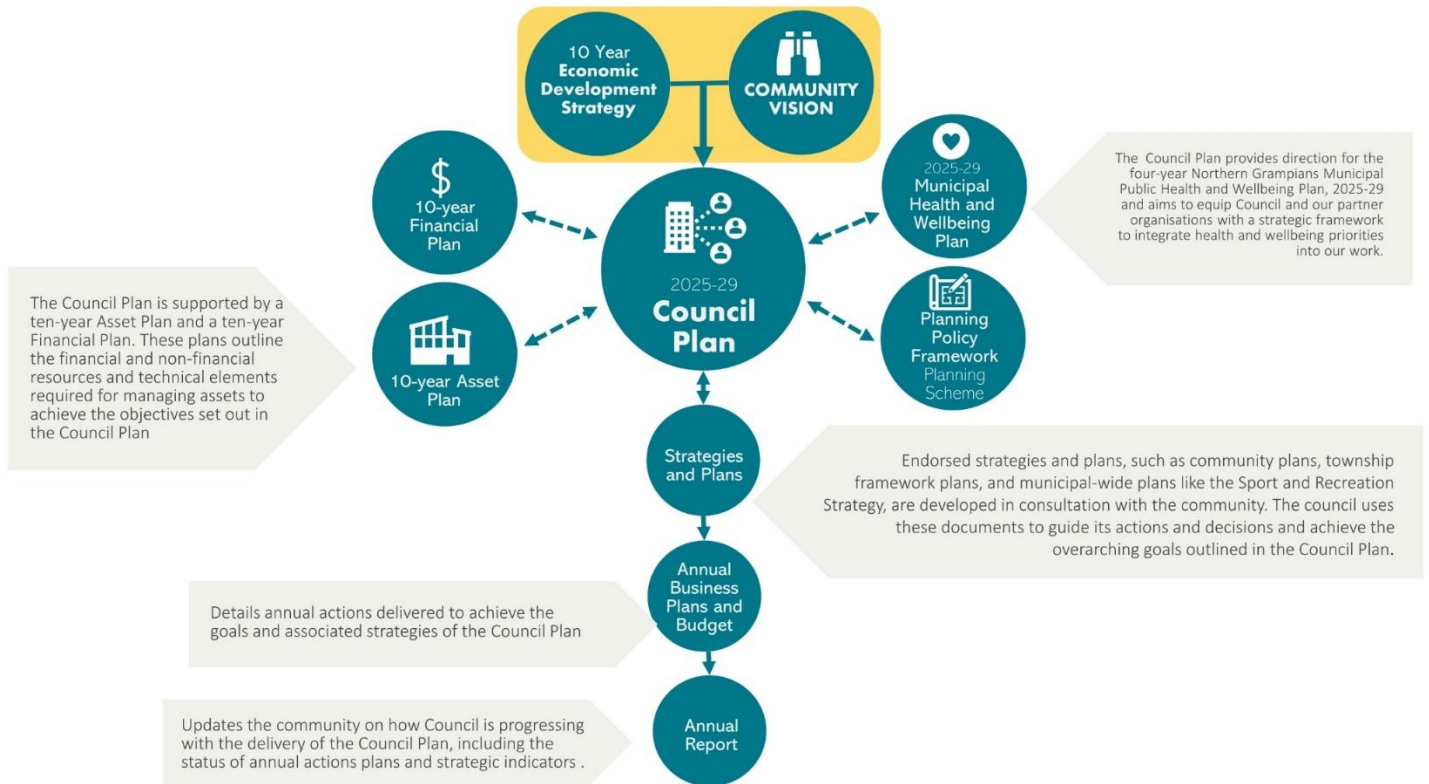 10 Year
Economic
Development
Strategy
COMMUNITY
VISION
$
10-year
Financial
Plan
2025-29
Municipal
Health and
Wellbeing
Plan
The Council Plan provides direction for the
four-year Northern Grampians Municipal
Public Health and Wellbeing Plan, 2025-29
and aims to equip Council and our partner
organisations with a strategic framework
to integrate health and wellbeing priorities
into our work.
2025-29
Council
Plan
The Council Plan is supported by a
ten-year Asset Plan and a ten-year
Financial Plan. These plans outline
the financial and non-financial
resources and technical elements
required for managing assets to
achieve the objectives set out in
the Council Plan
10-year Asset
Plan
Planning
Policy
Framework
Planning
Scheme
Strategies
and Plans
Endorsed strategies and plans, such as community plans, township
framework plans, and municipal-wide plans like the Sport and Recreation
Strategy, are developed in consultation with the community. The council uses
these documents to guide its actions and decisions and achieve the
overarching goals outlined in the Council Plan.
Annual
Business
Plans and
Budget
Details annual actions delivered to achieve the
goals and associated strategies of the Council Plan
Annual
Report
Updates the community on how Council is progressing
with the delivery of the Council Plan, including the
status of annual actions plans and strategic indicators .